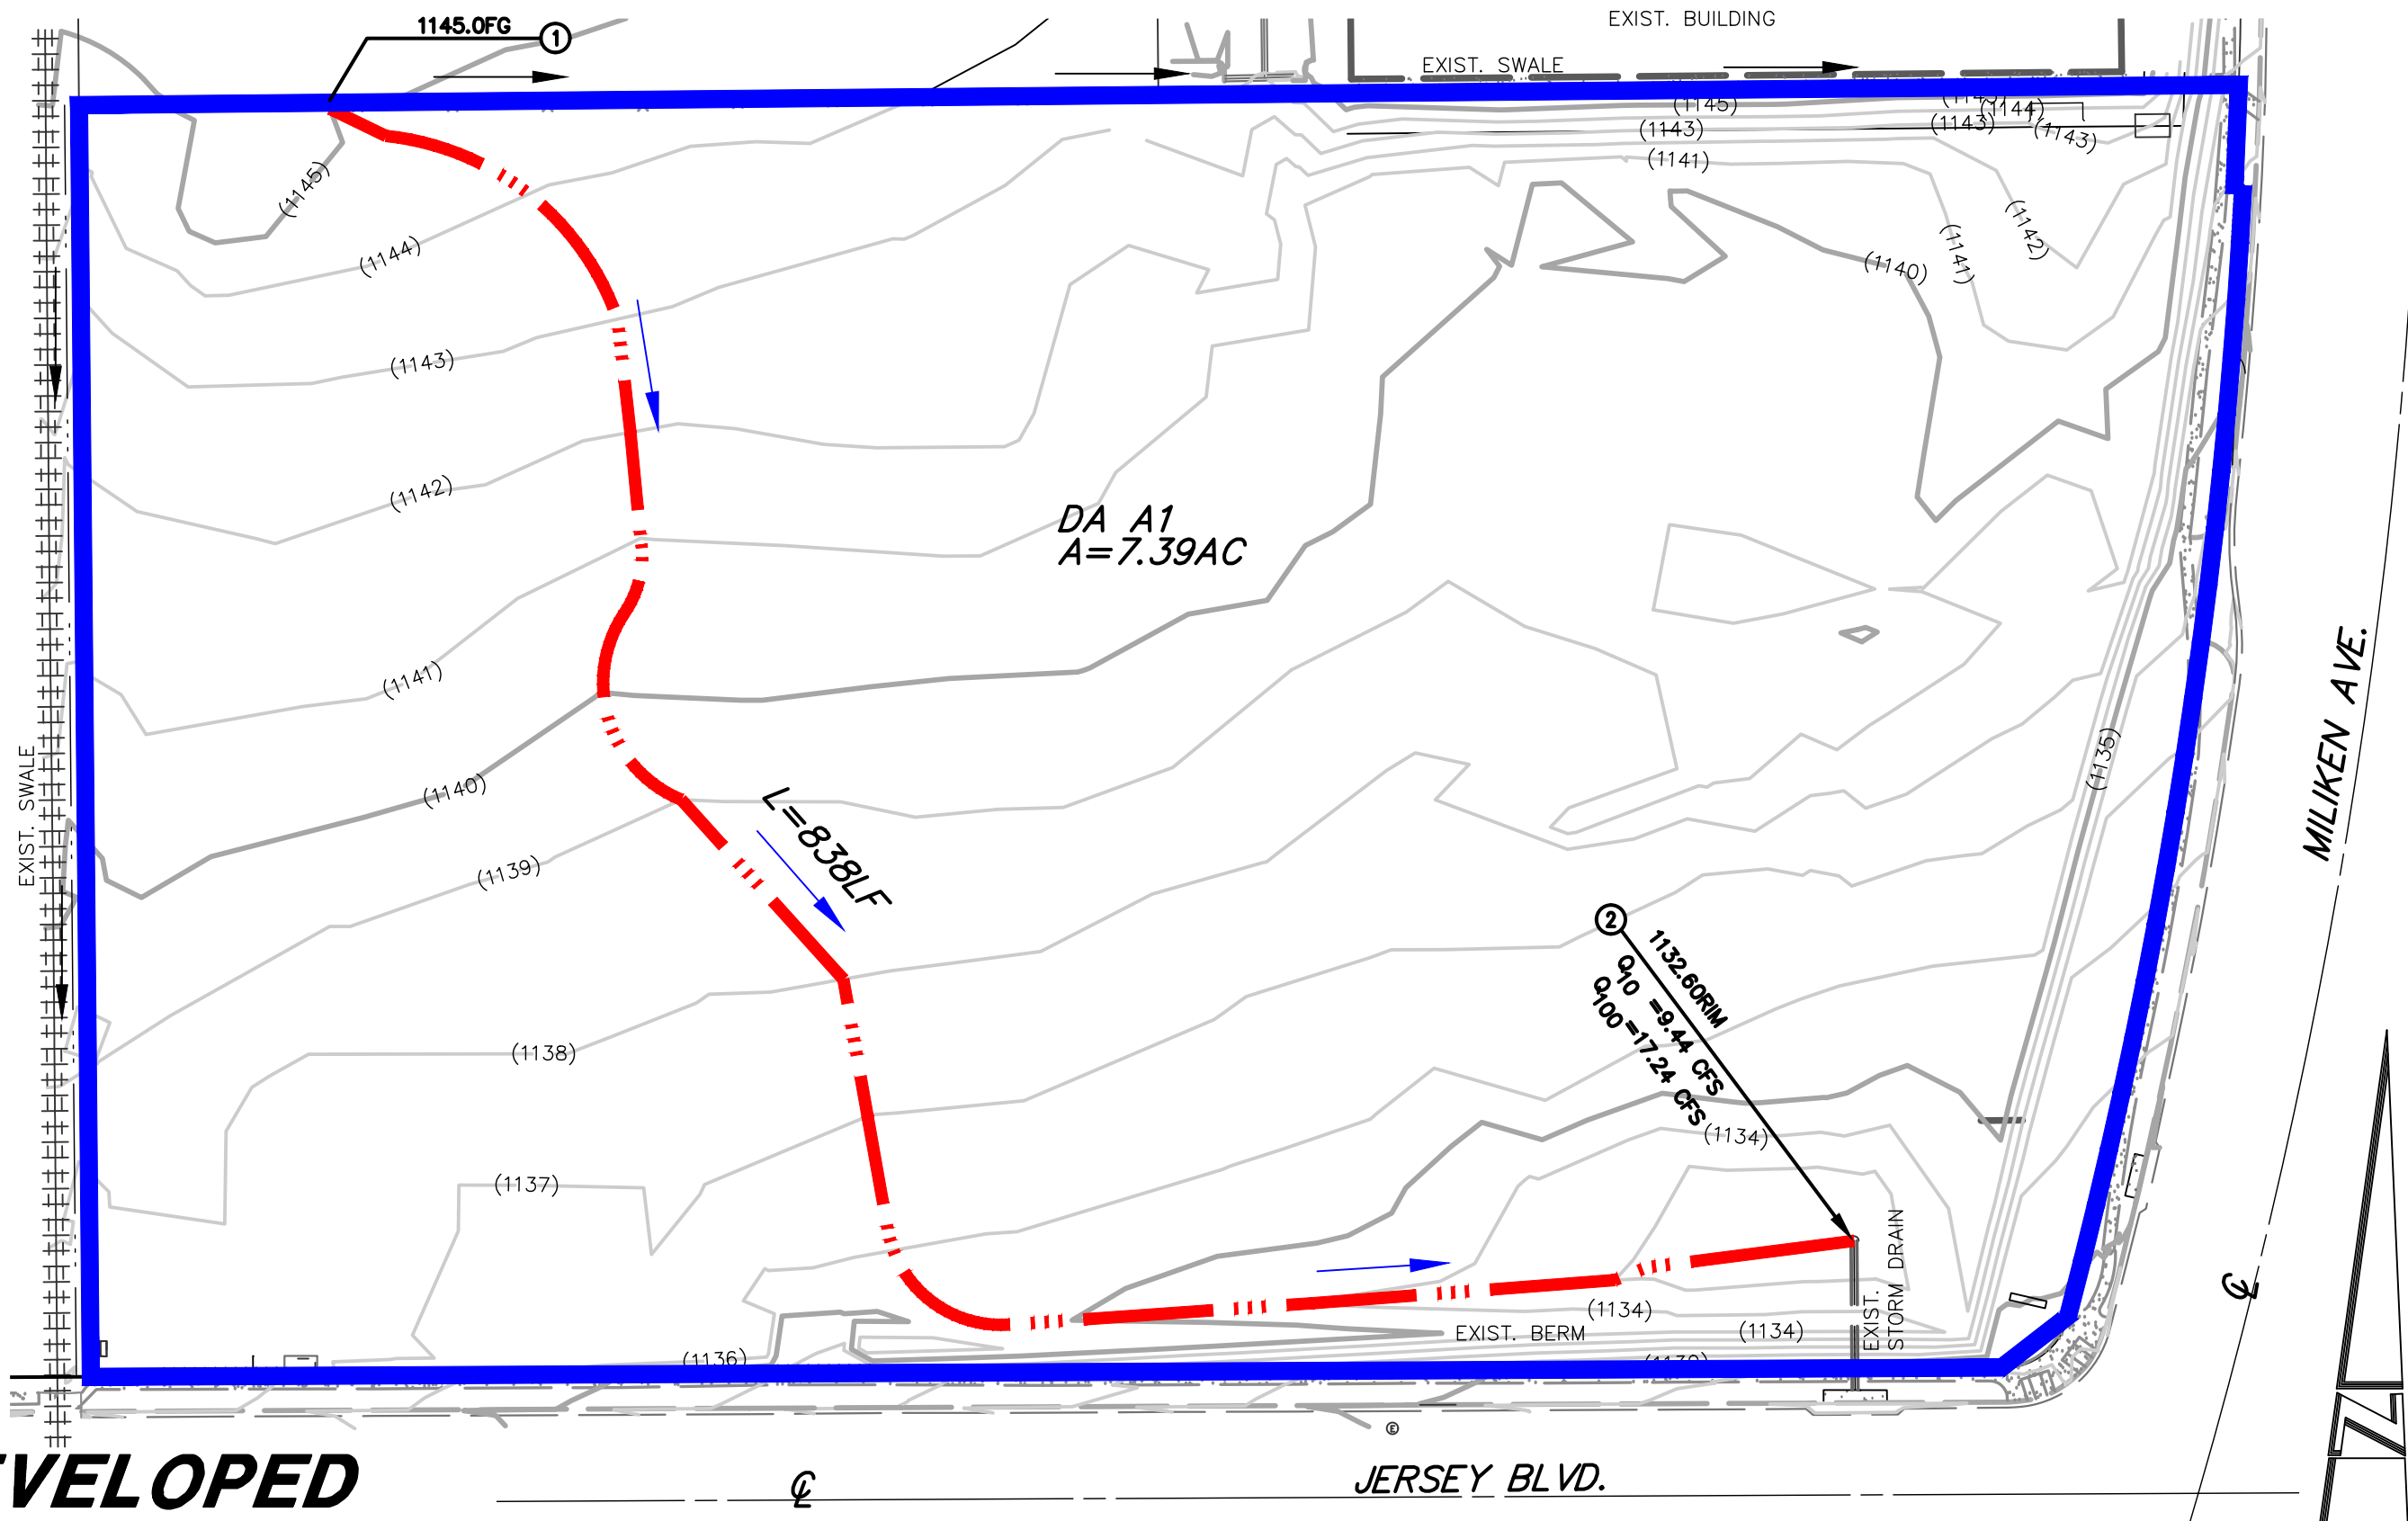 EXIST. BUILDING
1145.0FG
1
EXIST. SWALE
(1145)
(1144)
(1143)
(1143)
(1143)
(1141)
(1145)
(1142)
(1141)
(1144)
(1140)
(1143)
(1142)
DA A1
A=7.39AC
(1141)
MILIKEN AVE.
(1135)
EXIST. SWALE
(1140)
L=838LF
(1139)
2
1132.60RIM
Q10 =9.44 CFS
Q100 =17.24 CFS
(1138)
(1134)
(1137)
EXIST.
STORM DRAIN
(1134)
EXIST. BERM
(1134)
(1136)
E
VELOPED
JERSEY BLVD.